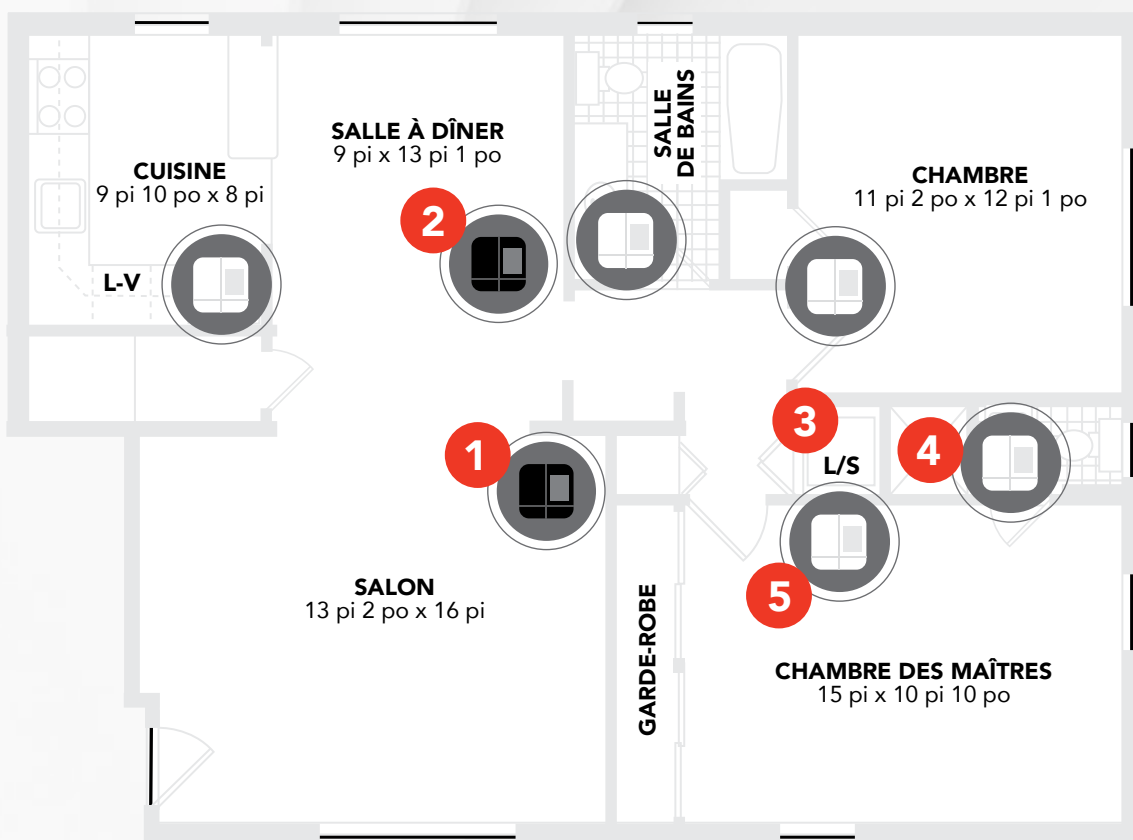 CUISINE
9 pi 10 po x 8 pi
L-V
SALLE À DÎNER
9 pi x 13 pi 1 po
2
SALLE
DE BAINS
CHAMBRE
11 pi 2 po x 12 pi 1 po
1
3
L/S
4
SALON
13 pi 2 po x 16 pi
GARDE-ROBE
5
CHAMBRE DES MAÎTRES
15 pi x 10 pi 10 po